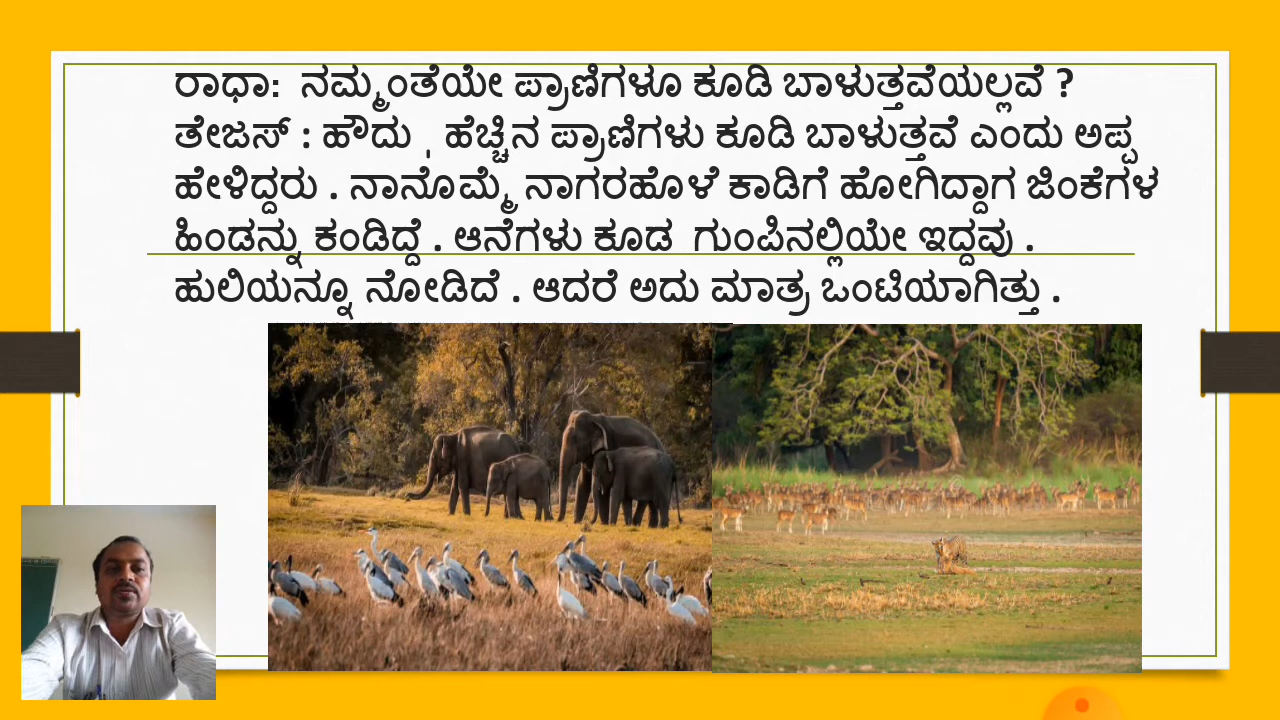 ರಾಧಾ:  ನಮ್ಮಂತೆಯೇ ಪ್ರಾಣಿಗಳೂ ಕೂಡಿ ಬಾಳುತ್ತವೆಯಲ್ಲವೆ ?
ತೇಜಸ್ : ಹೌದು , ಹೆಚ್ಚಿನ ಪ್ರಾಣಿಗಳು ಕೂಡಿ ಬಾಳುತ್ತವೆ ಎಂದು ಅಪ್ಪ
ಹೇಳಿದ್ದರು . ನಾನೊಮ್ಮೆ ನಾಗರಹೊಳೆ ಕಾಡಿಗೆ ಹೋಗಿದ್ದಾಗ ಜಿಂಕೆಗಳ
ಹಿಂಡನ್ನು ಕಂಡಿದ್ದೆ . ಆನೆಗಳು ಕೂಡ  ಗುಂಪಿನಲ್ಲಿಯೇ ಇದ್ದವು .
ಹುಲಿಯನ್ನೂ ನೋಡಿದೆ . ಆದರೆ ಅದು ಮಾತ್ರ ಒಂಟಿಯಾಗಿತ್ತು .